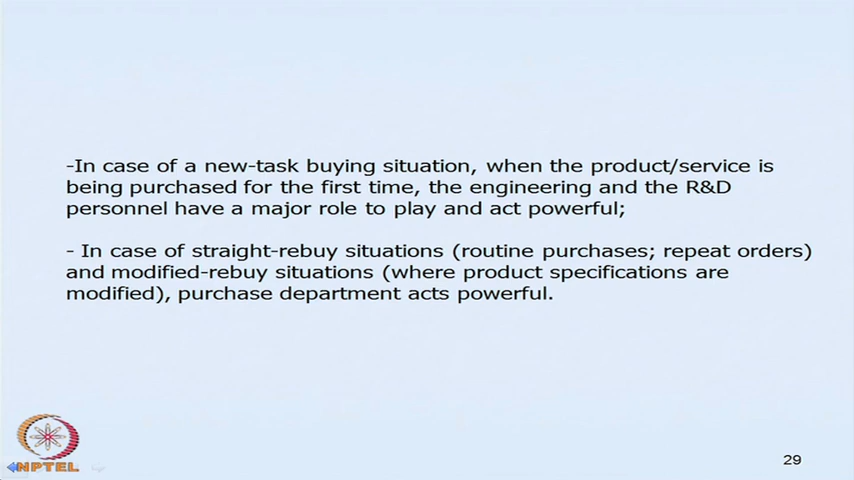 -In case of a new-task buying situation, when the product/service is
being purchased for the first time, the engineering and the R&D
personnel have a major role to play and act powerful;
- In case of straight-rebuy situations (routine purchases; repeat orders)
and modified-rebuy situations (where product specifications are
modified), purchase department acts powerful.
NPTEL
29